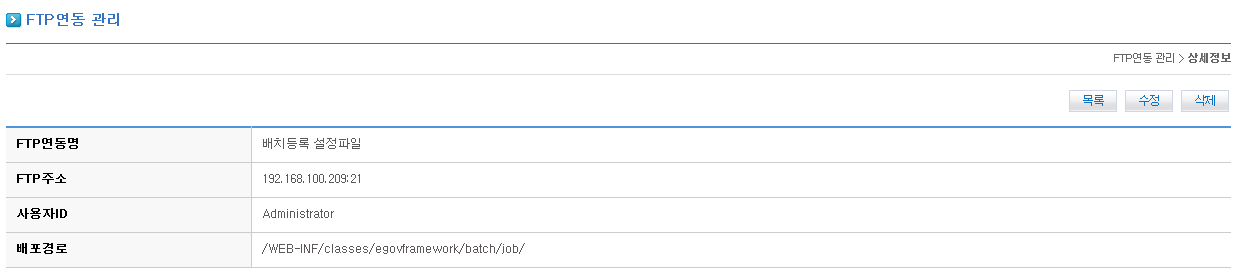 FTP연동 관리
FTP연동 관리 > 상세정보
목록 수정 삭제
FTP연동명 배치등록 설정파일
FTP주소 192.168.100.209:21
사용자ID Administrator
배포경로 /WEB-INF/classes/egovframework/batch/job/